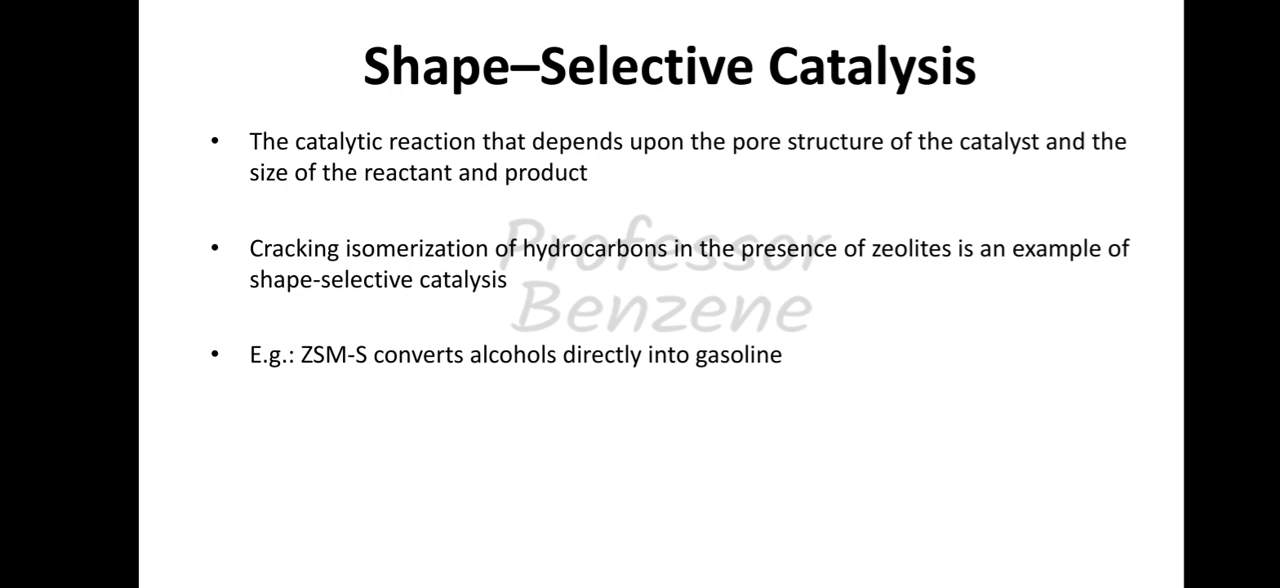 Shape–Selective Catalysis
• The catalytic reaction that depends upon the pore structure of the catalyst and the
size of the reactant and product
• Cracking isomerization of hydrocarbons in the presence of zeolites is an example of
shape-selective catalysis
• E.g.: ZSM-S converts alcohols directly into gasoline
Professor
Benzene